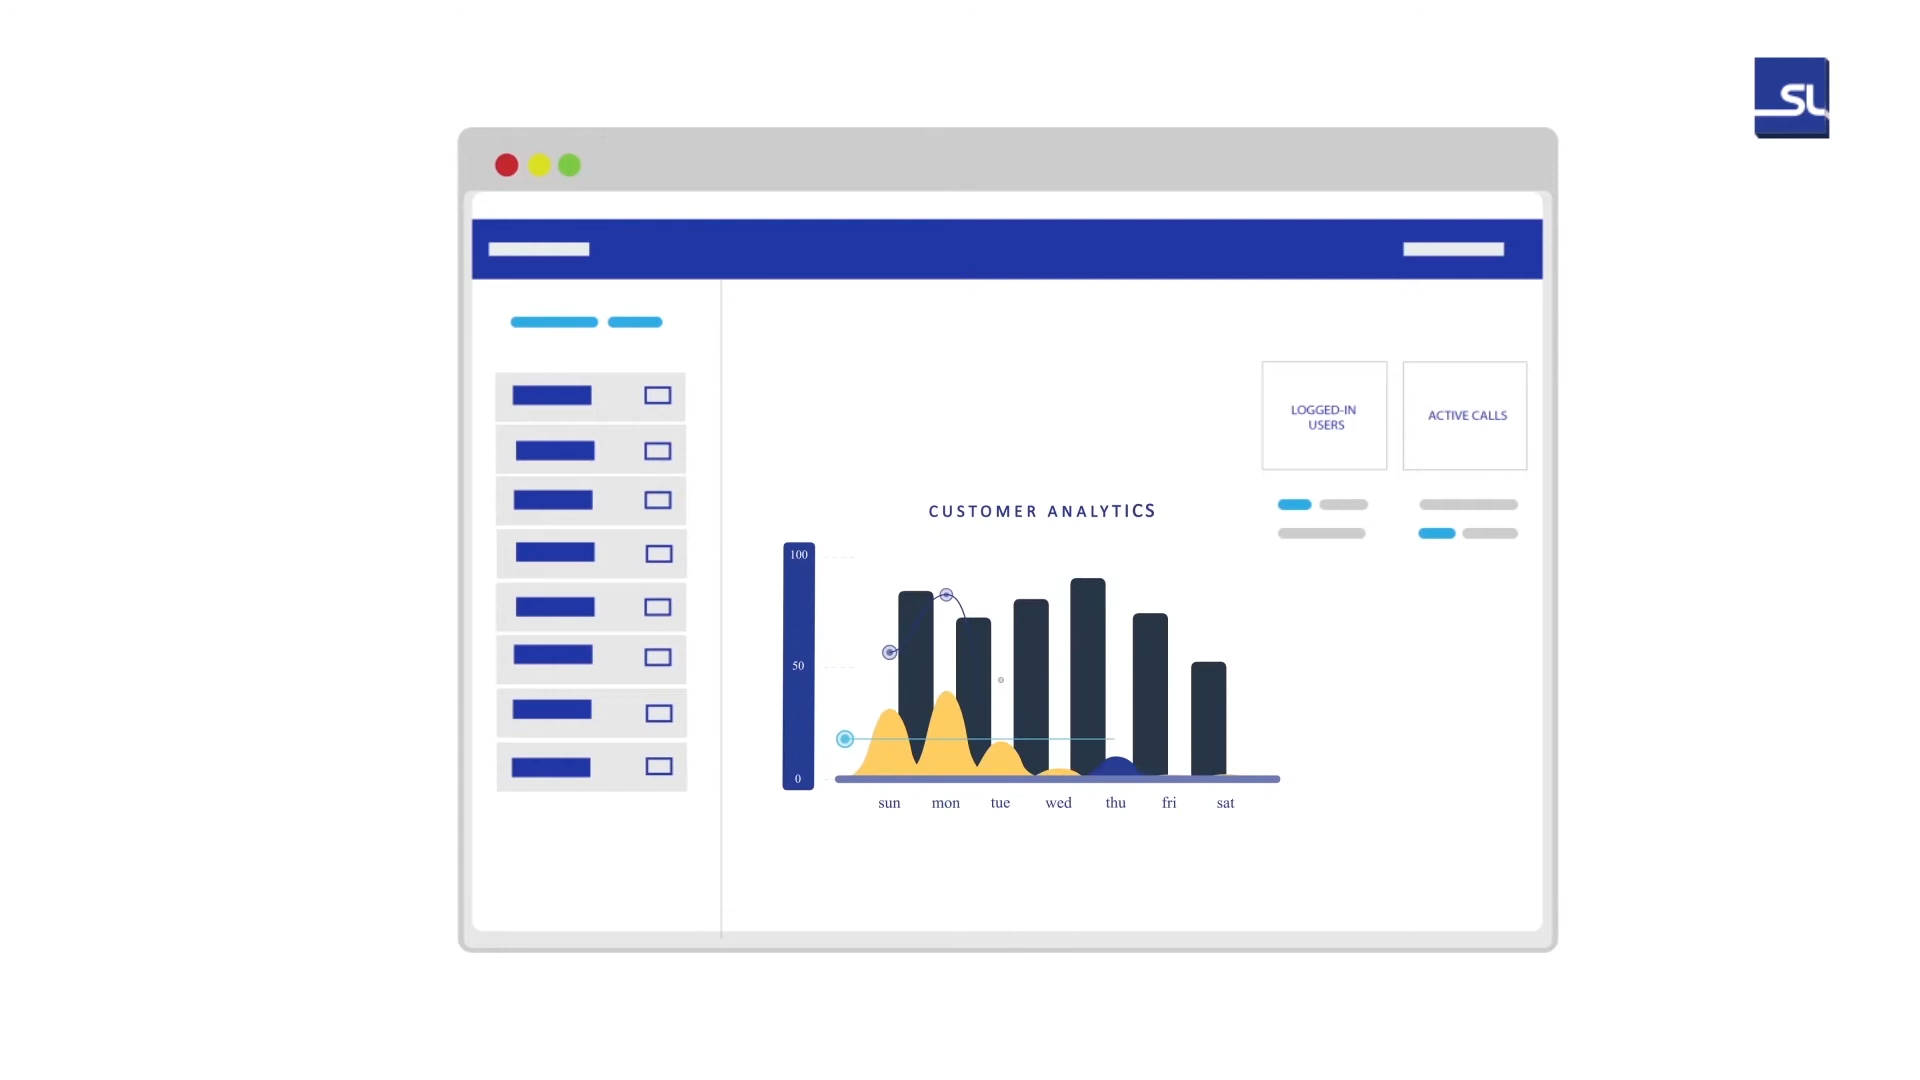 SL
LOGGED-IN
USERS
ACTIVE CALLS
CUSTOMER ANALYTICS
100
50
0
sun mon tue wed thu fri sat